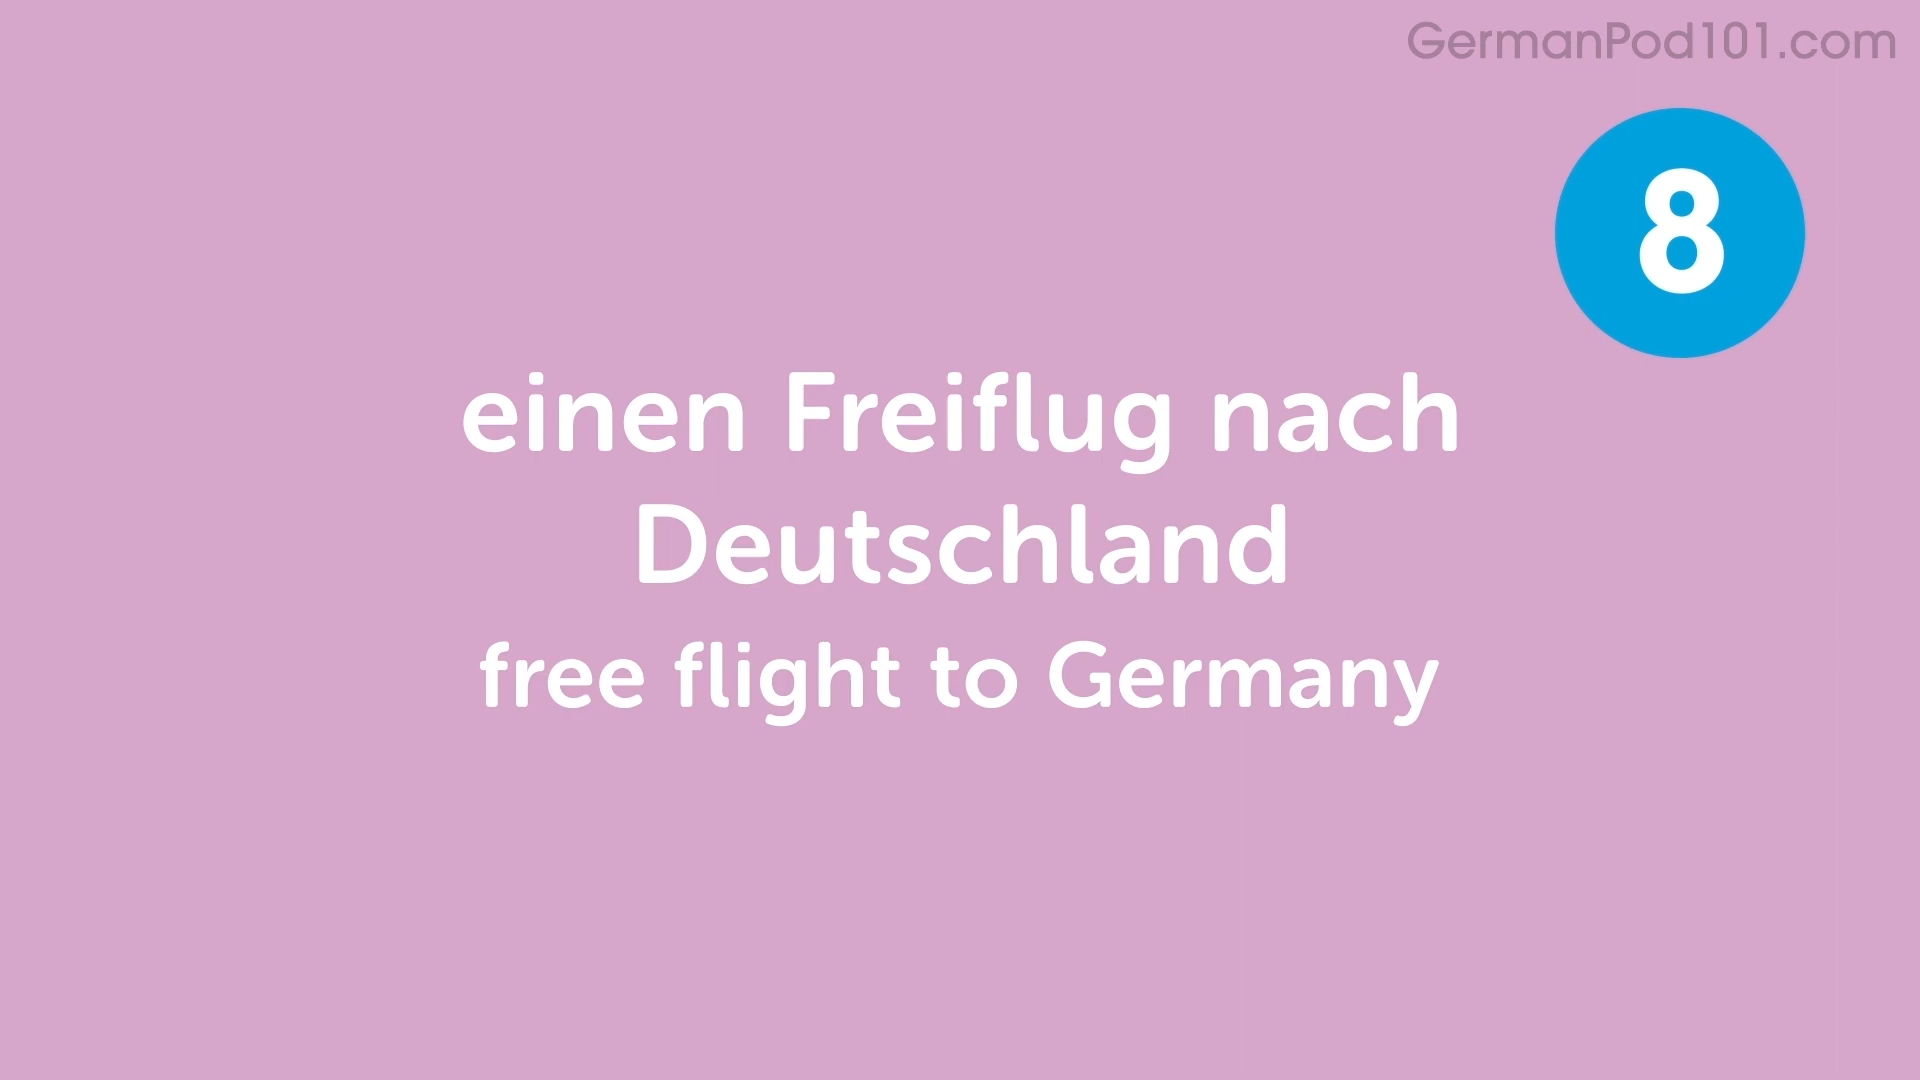 GermanPod101.com
8
einen Freiflug nach
Deutschland
free flight to Germany